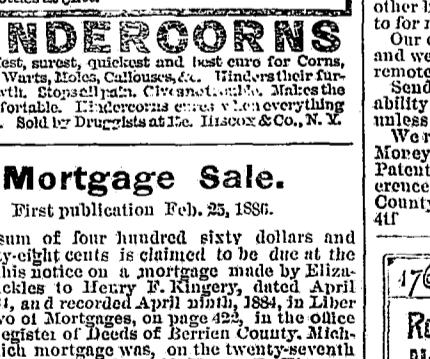 NDERCORNS
est, surest, quickest and best cure for Corns,
Warts, Moles, Callouses, &c. Hinders their fur-
th. Stops all pain. Makes the
fortable. Hindercorns cures when everything
Sold by Druggists at 15c. Hiscox & Co., N. Y.
Mortgage Sale.
First publication Feb. 25, 1886.
sum of four hundred sixty dollars and
y-eight cents is claimed to be due at the
his notice on a mortgage made by Eliza-
ckles to Henry F. Kingery, dated April
and recorded April ninth, 1884, in Liber
wo of Mortgages, on page 422, in the office
egister of Deeds of Berrien County, Mich-
ich mortgage was, on the twenty-seventh
other
to for
Our
and we
remote
Send
ability
unless
We
Money
Patent
erence
County
4tf
176